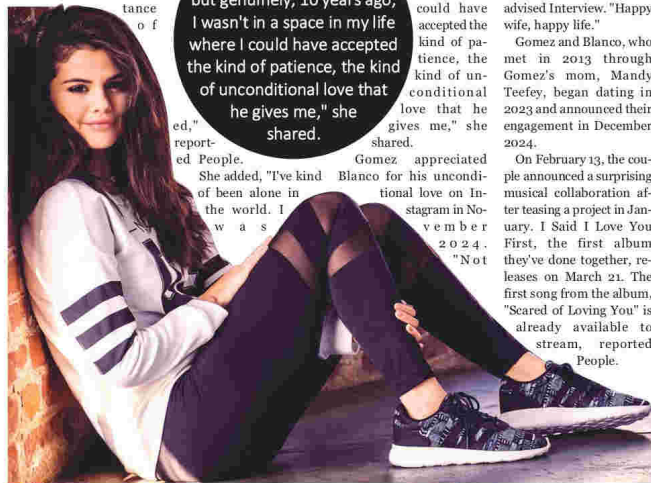 tance
of
ed,"
report-
ed People.
She added, "I've kind
of been alone in
the world. I
was
but genuinely, 10 years ago,
I wasn't in a space in my life
where I could have accepted
the kind of patience, the kind
of unconditional love that
he gives me," she
shared.
could have
accepted the
kind of pa-
tience, the
kind of un-
conditional
love that he
gives me," she
shared.
Gomez appreciated
Blanco for his uncondi-
tional love on In-
stagram in No-
vember
2024.
"Not
advised Interview. "Happy
wife, happy life."
Gomez and Blanco, who
met in 2013 through
Gomez's mom, Mandy
Teefey, began dating in
2023 and announced their
engagement in December
2024.
On February 13, the cou-
ple announced a surprising
musical collaboration af-
ter teasing a project in Jan-
uary. I Said I Love You
First, the first album
they've done together, re-
leases on March 21. The
first song from the album,
"Scared of Loving You" is
already available to
stream, reported
People.